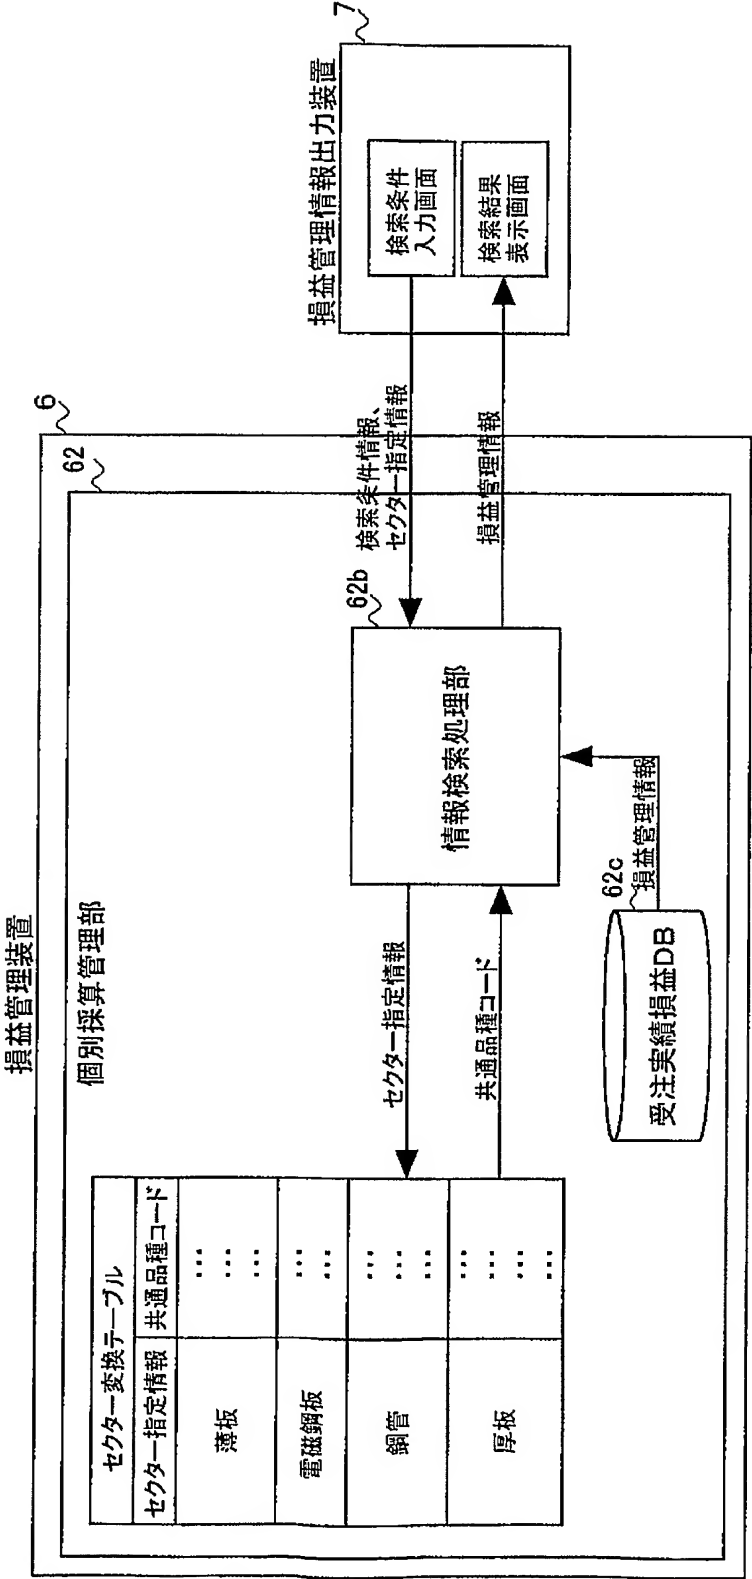 損益管理装置
6
個別採算管理部
62
セクター変換テーブル
セクター指定情報
共通品種コード
薄板
…
…
…
電磁鋼板
…
…
鋼管
…
…
…
厚板
…
…
…
…
セクター指定情報
共通品種コード
情報検索処理部
62b
受注実績損益DB
62c
損益管理情報
検索条件情報、
セクター指定情報
損益管理情報
損益管理情報出力装置
7
検索条件
入力画面
検索結果
表示画面